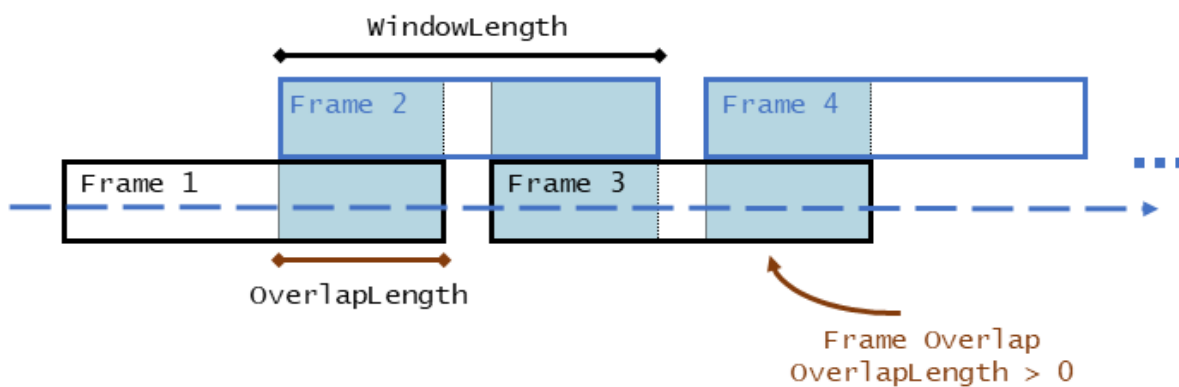 WindowLength
Frame 2
Frame 4
Frame 1
Frame 3
OverlapLength
Frame Overlap
OverlapLength > 0